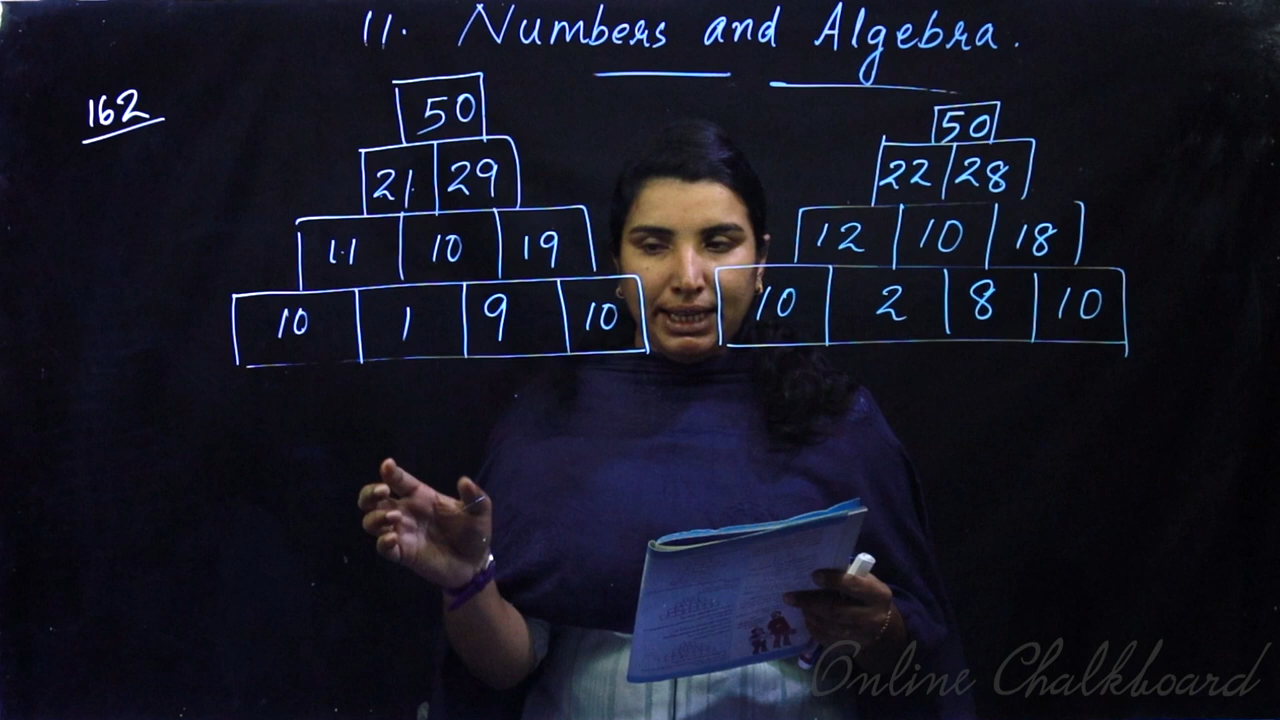 11. Numbers and Algebra.
162
50
21 29
11 10 19
10 1 9 10
50
22 28
12 10 18
10 2 8 10
Online Chalkboard